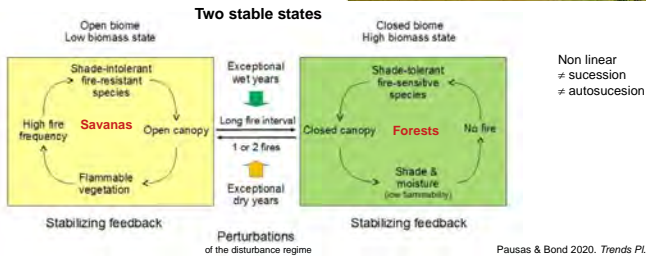 Two stable states
Open biome
Low biomass state
Closed biome
High biomass state
Shade-intolerant
fire-resistant
species
High fire
frequency
Savanas
Open canopy
Flammable
vegetation
Stabilizing feedback
Exceptional
wet years
Long fire interval
1 or 2 fires
Exceptional
dry years
Perturbations
of the disturbance regime
Shade-tolerant
fire-sensitive
species
Closed canopy
Forests
No fire
Shade &
moisture
(low flammability)
Stabilizing feedback
Non linear
≠ sucession
≠ autosucesion
Pausas & Bond 2020. Trends Pl.